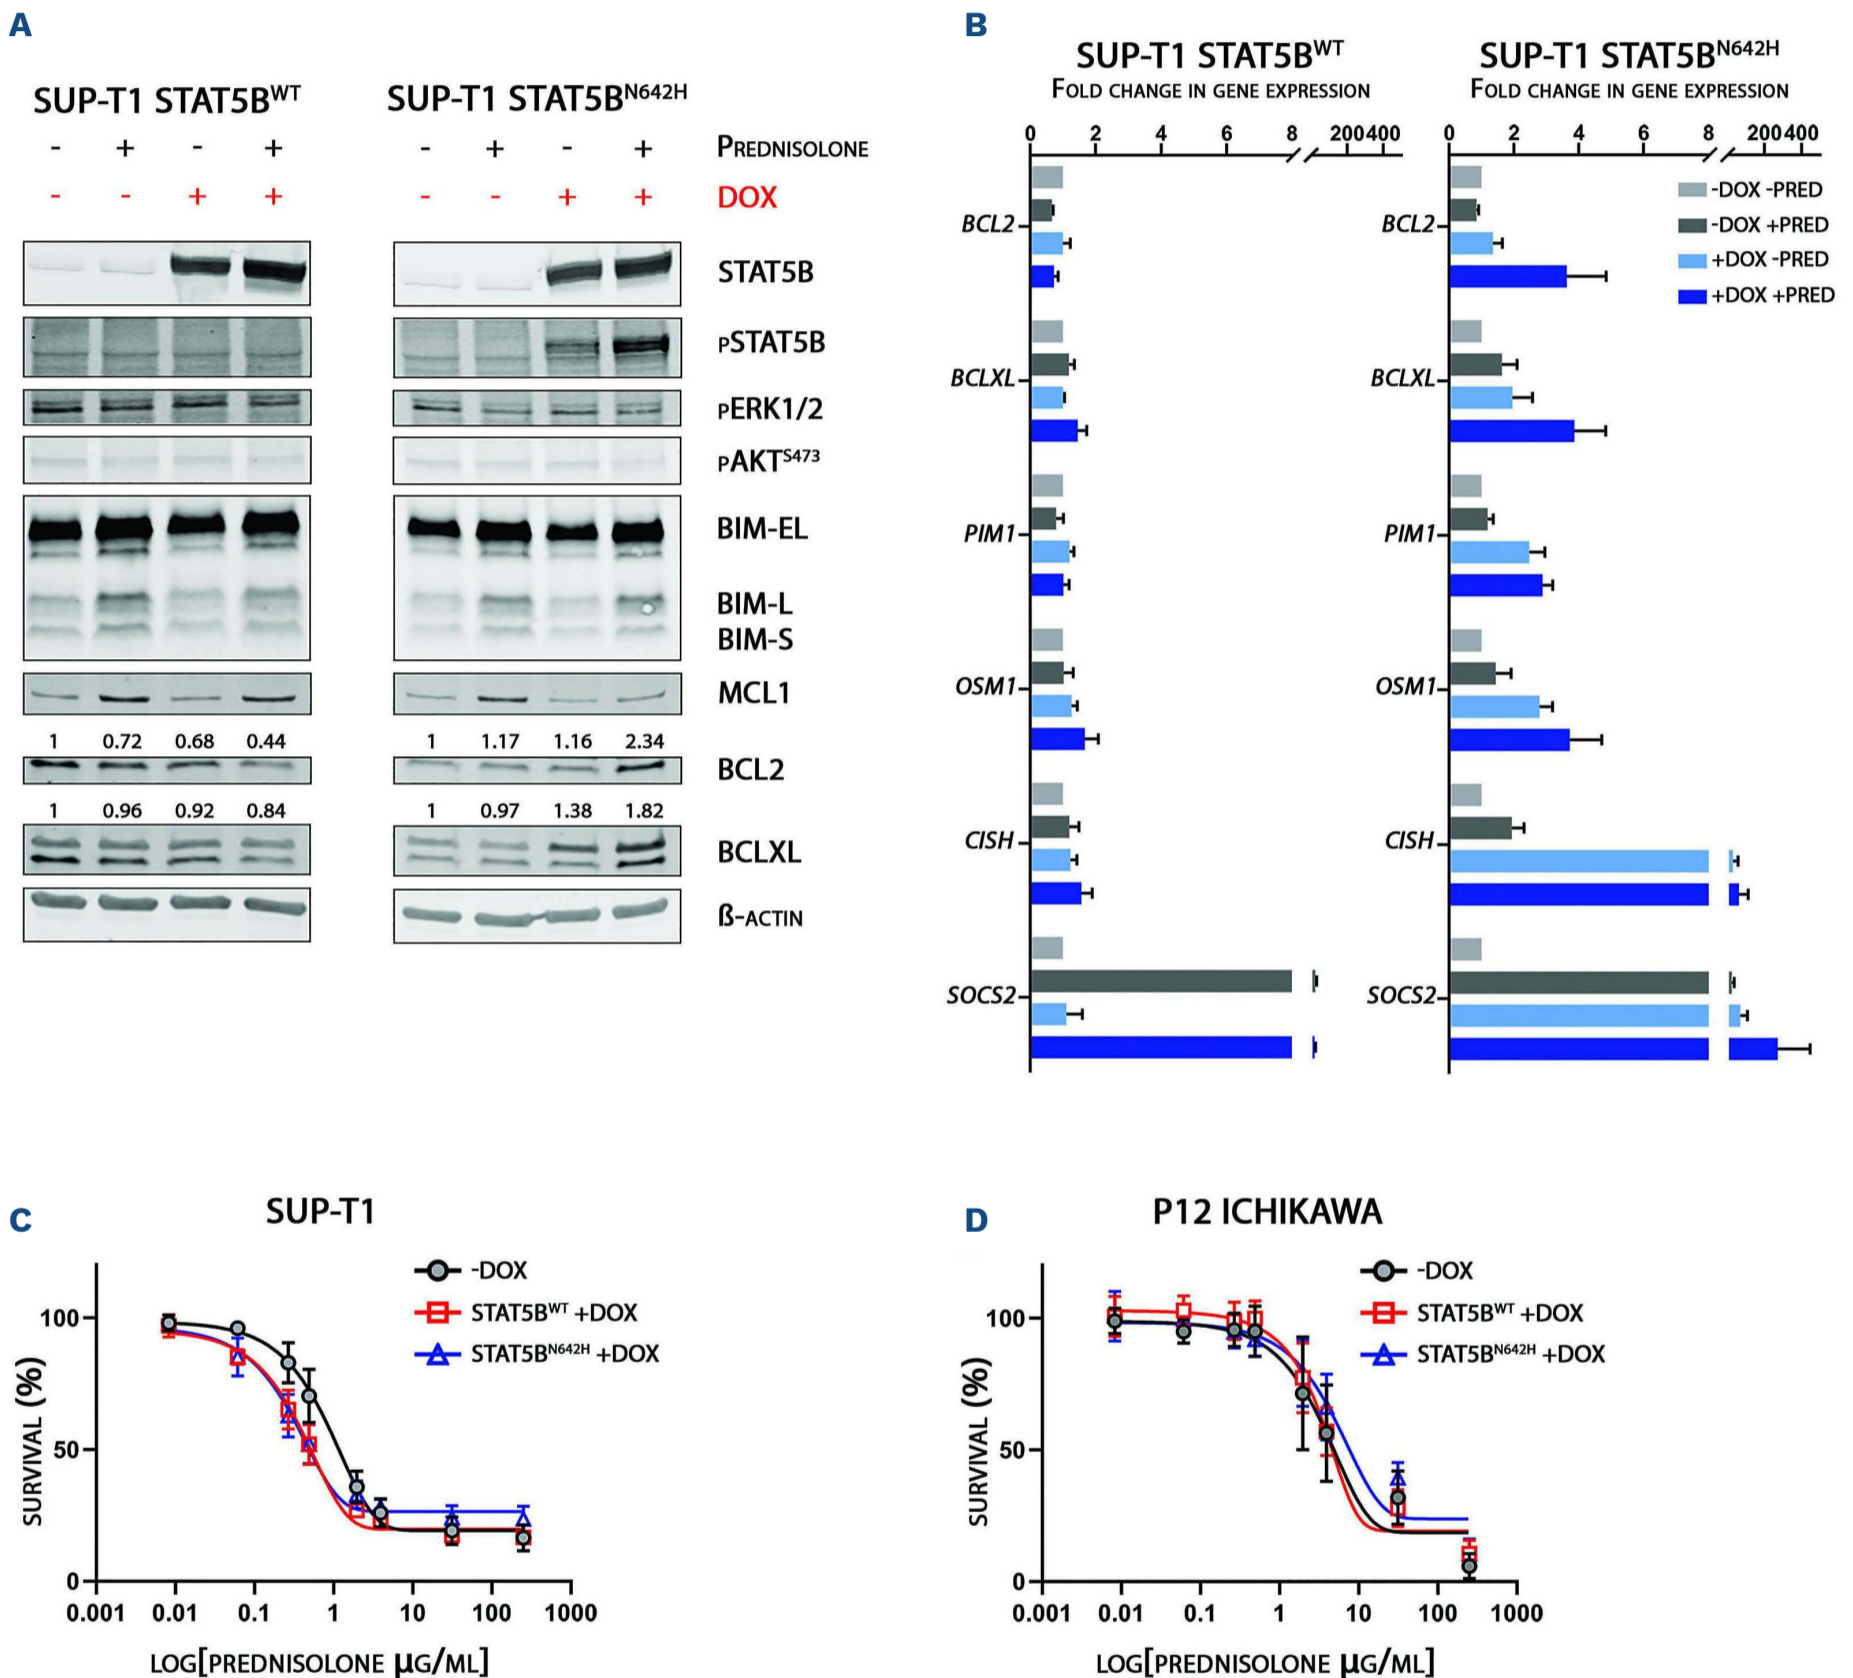 A
SUP-T1 STAT5BWT
SUP-T1 STAT5BN642H
- + - +
- + - +
PREDNISOLONE
- - + +
- - + +
DOX
STAT5B
PSTAT5B
PERK1/2
PAKTS473
BIM-EL
BIM-L
BIM-S
MCL1
1 0.72 0.68 0.44
1 1.17 1.16 2.34
BCL2
1 0.96 0.92 0.84
1 0.97 1.38 1.82
BCLXL
ß-ACTIN
B
SUP-T1 STAT5BWT
FOLD CHANGE IN GENE EXPRESSION
0 2 4 6 8 200 400
BCL2
BCLXL
PIM1
OSM1
CISH
SOCS2
SUP-T1 STAT5BN642H
FOLD CHANGE IN GENE EXPRESSION
0 2 4 6 8 200 400
-DOX -PRED
-DOX +PRED
+DOX -PRED
+DOX +PRED
BCL2
BCLXL
PIM1
OSM1
CISH
SOCS2
C
SUP-T1
-DOX
STAT5BWT +DOX
STAT5BN642H +DOX
SURVIVAL (%)
100
50
0
0.001 0.01 0.1 1 10 100 1000
LOG[PREDNISOLONE µG/ML]
D
P12 ICHIKAWA
-DOX
STAT5BWT +DOX
STAT5BN642H +DOX
SURVIVAL (%)
100
50
0
0.001 0.01 0.1 1 10 100 1000
LOG[PREDNISOLONE µG/ML]